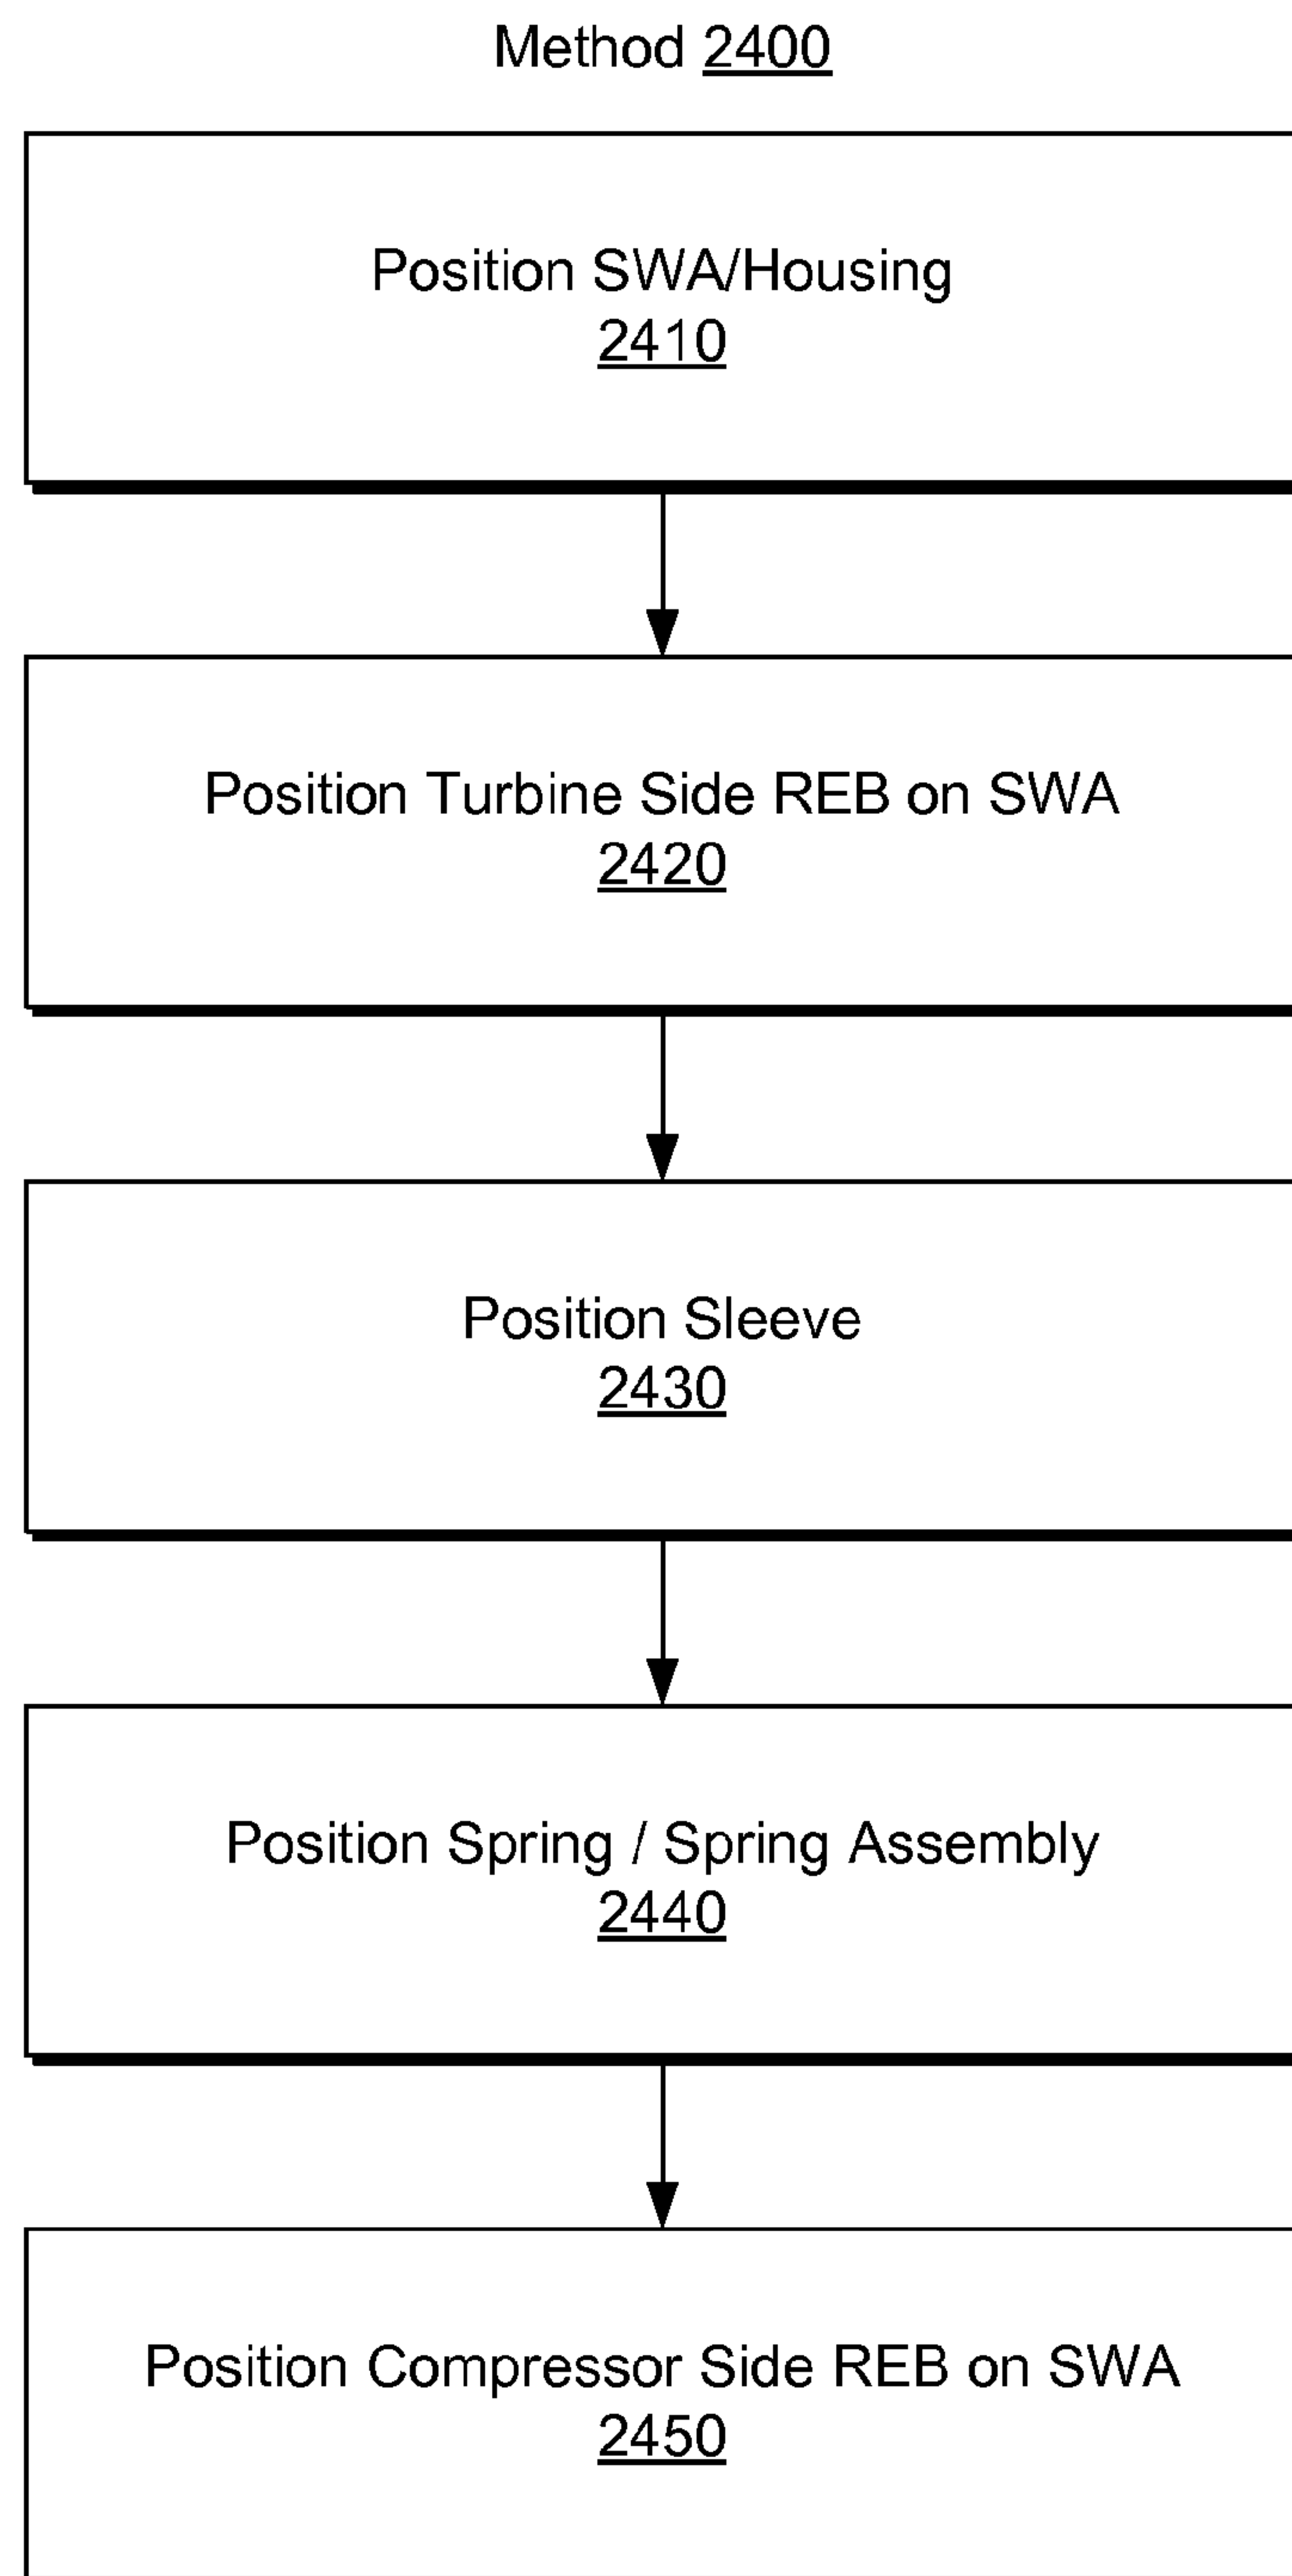 Method 2400
Position SWA/Housing
2410
Position Turbine Side REB on SWA
2420
Position Sleeve
2430
Position Spring / Spring Assembly
2440
Position Compressor Side REB on SWA
2450